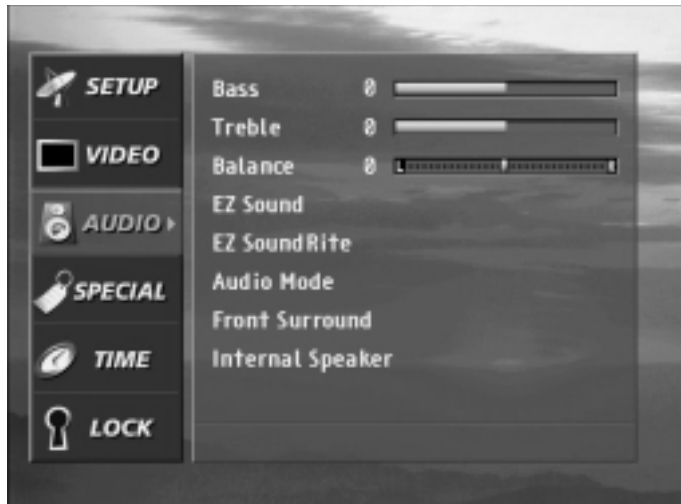 SETUP
VIDEO
AUDIO
SPECIAL
TIME
LOCK
Bass 0
Treble 0
Balance 0 L
EZ Sound
EZ SoundRite
Audio Mode
Front Surround
Internal Speaker